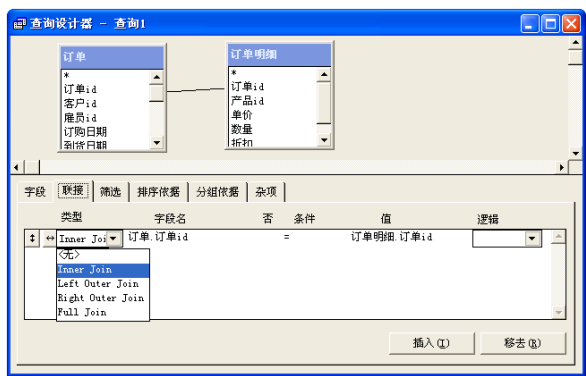 查询设计器 - 查询1
订单
*
订单id
客户id
雇员id
订购日期
到货日期
订单明细
*
订单id
产品id
单价
数量
折扣
字段 联接 筛选 排序依据 分组依据 杂项
类型 字段名 否 条件 值 逻辑
Inner Joi 订单.订单id = 订单明细.订单id
<无>
Inner Join
Left Outer Join
Right Outer Join
Full Join
插入(I) 移去(R)